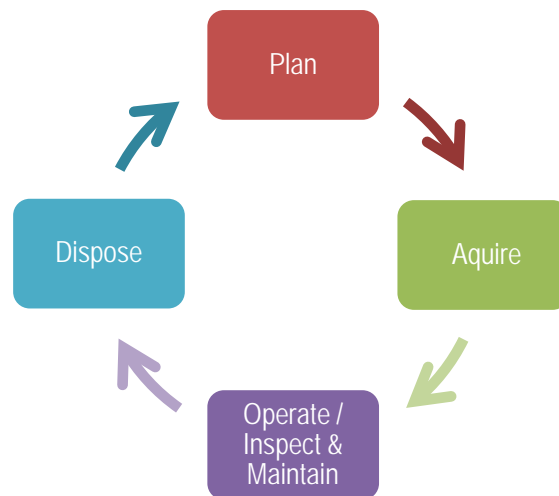 Plan
Aquire
Operate /
Inspect &
Maintain
Dispose